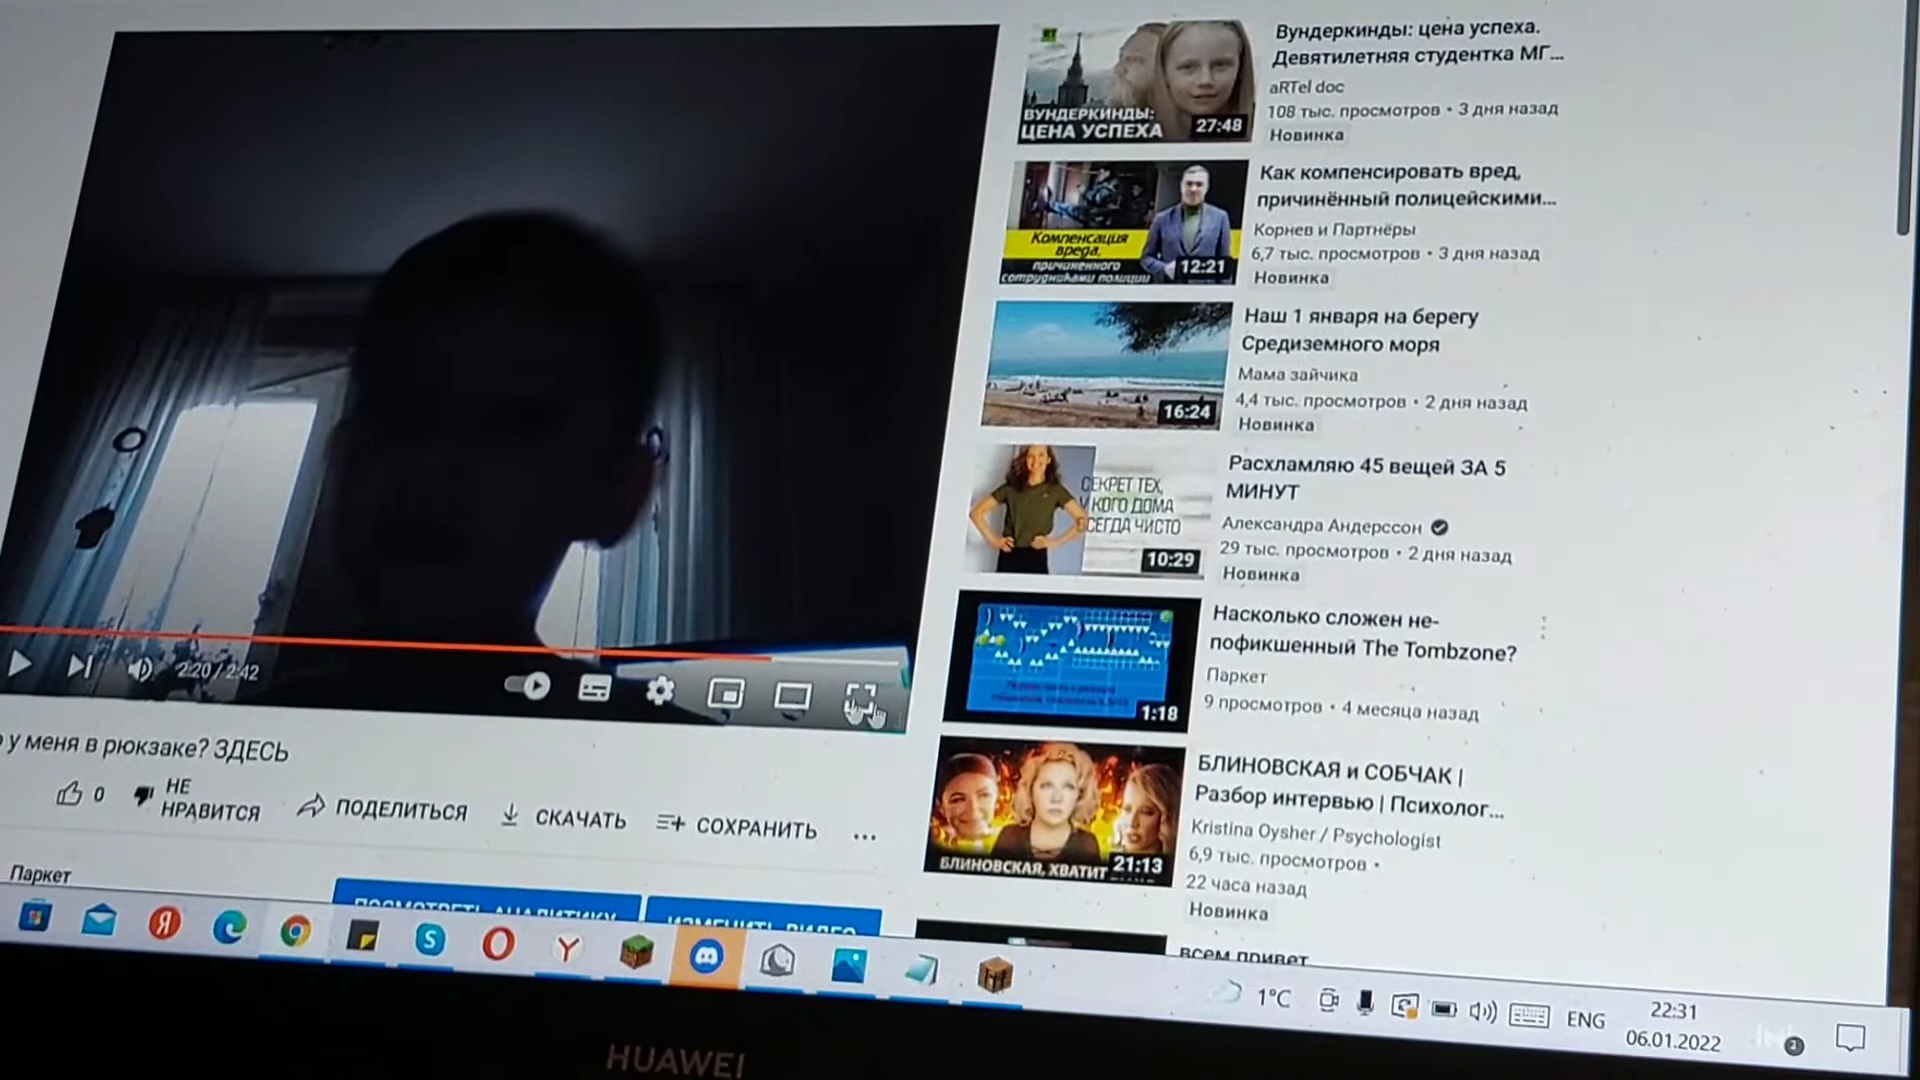 2:20 / 2:42
у меня в рюкзаке? ЗДЕСЬ
0
НЕ
НРАВИТСЯ
ПОДЕЛИТЬСЯ
СКАЧАТЬ
СОХРАНИТЬ
Паркет
ПОСМОТРЕТЬ АНАЛИТИКУ
ИЗМЕНИТЬ ВИДЕО
RT
ВУНДЕРКИНДЫ:
ЦЕНА УСПЕХА
27:48
Вундеркинды: цена успеха.
Девятилетняя студентка МГ...
aRTel doc
108 тыс. просмотров • 3 дня назад
Новинка
Компенсация
вреда,
причиненного
сотрудниками полиции
12:21
Как компенсировать вред,
причинённый полицейскими...
Корнев и Партнёры
6,7 тыс. просмотров • 3 дня назад
Новинка
16:24
Наш 1 января на берегу
Средиземного моря
Мама зайчика
4,4 тыс. просмотров • 2 дня назад
Новинка
СЕКРЕТ ТЕХ,
У КОГО ДОМА
ВСЕГДА ЧИСТО
10:29
Расхламляю 45 вещей ЗА 5
МИНУТ
Александра Андерссон
29 тыс. просмотров • 2 дня назад
Новинка
1:18
Насколько сложен не-
пофикшенный The Tombzone?
Паркет
9 просмотров • 4 месяца назад
БЛИНОВСКАЯ, ХВАТИТ
21:13
БЛИНОВСКАЯ и СОБЧАК |
Разбор интервью | Психолог...
Kristina Oysher / Psychologist
6,9 тыс. просмотров •
22 часа назад
Новинка
всем привет
1°C
ENG
22:31
06.01.2022
HUAWEI